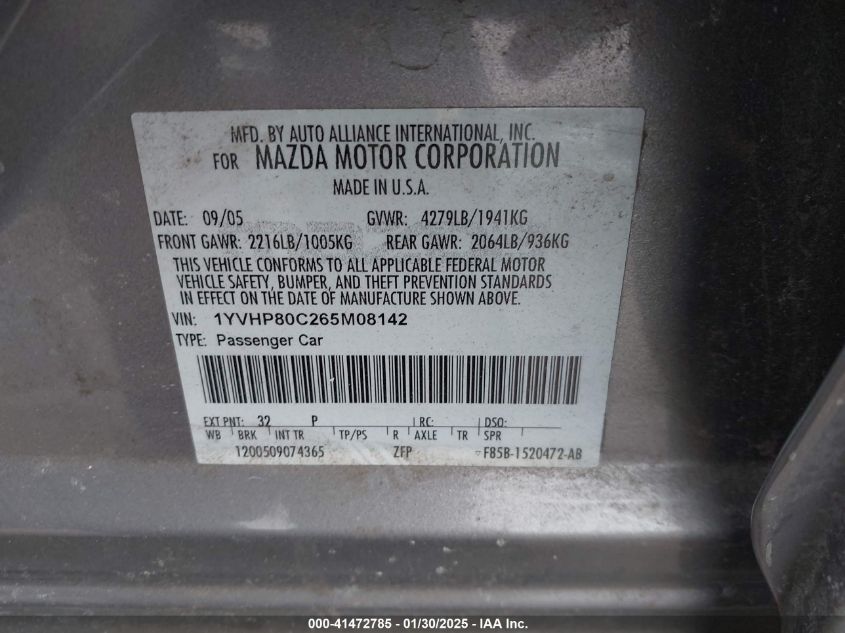 MFD. BY AUTO ALLIANCE INTERNATIONAL, INC.
FOR MAZDA MOTOR CORPORATION
MADE IN U.S.A.
DATE: 09/05 GVWR: 4279LB/1941KG
FRONT GAWR: 2216LB/1005KG REAR GAWR: 2064LB/936KG
THIS VEHICLE CONFORMS TO ALL APPLICABLE FEDERAL MOTOR
VEHICLE SAFETY, BUMPER, AND THEFT PREVENTION STANDARDS
IN EFFECT ON THE DATE OF MANUFACTURE SHOWN ABOVE.
VIN: 1YVHP80C265M08142
TYPE: Passenger Car
EXT PNT: 32 P RC: DSO:
WB BRK INT TR TP/PS R AXLE TR SPR
1200509074365 ZFP F85B-1520472-AB
000-41472785 - 01/30/2025 - IAA Inc.